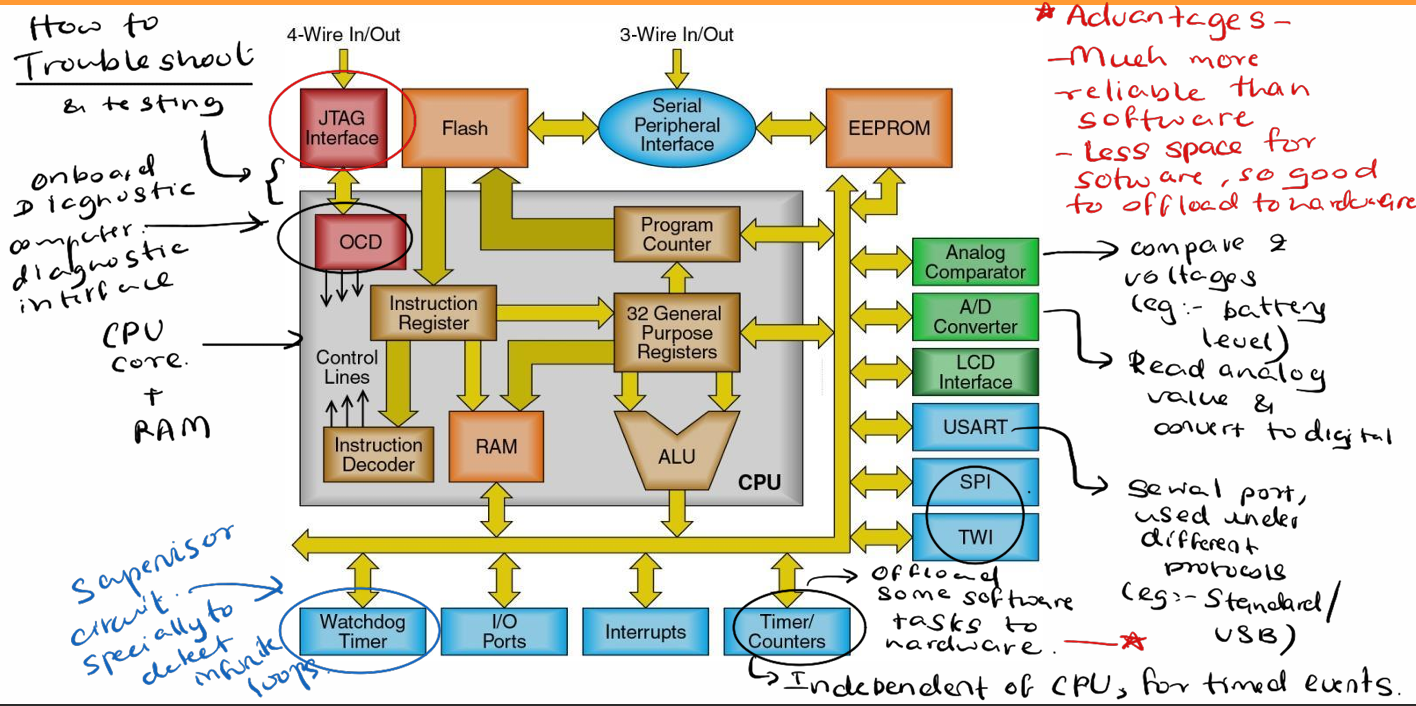 How to
Troubleshoot
& testing
onboard
Diagnostic
computer.
diagnostic
interface
CPU
core.
+
RAM
4-Wire In/Out
3-Wire In/Out
JTAG
Interface
Flash
Serial
Peripheral
Interface
EEPROM
OCD
Program
Counter
Instruction
Register
32 General
Purpose
Registers
Control
Lines
Instruction
Decoder
RAM
ALU
CPU
Analog
Comparator
A/D
Converter
LCD
Interface
USART
SPI
TWI
Watchdog
Timer
I/O
Ports
Interrupts
Timer/
Counters
* Advantages -
- Much more
- reliable than
software
- Less space for
sotware, so good
to offload to hardware
compare 2
voltages
(eg:- battery
level)
Read analog
value &
convert to digital
Serial port,
used under
different
protocols
(eg:- Standard/
USB)
Supervisor
circuit.
specially to
detect
infinite
loops.
Offload
some software
tasks to
hardware.
Independent of CPU, for timed events.